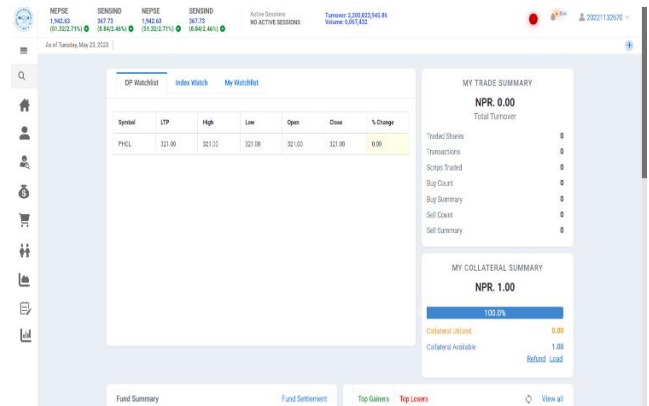 NEPSE SENSIND NEPSE SENSIND Active Sessions Turnover: 2,200,823,940.86
1,942.63 367.73 1,942.63 367.73 NO ACTIVE SESSIONS Volume: 6,067,432
(51.32/2.71%) (8.84/2.46%) (51.32/2.71%) (8.84/2.46%)
20221132570
As of Tuesday, May 23, 2023
DP Watchlist Index Watch My Watchlist
Symbol LTP High Low Open Close % Change
PHCL 321.00 321.00 321.00 321.00 321.00 0.00
MY TRADE SUMMARY
NPR. 0.00
Total Turnover
Traded Shares 0
Transactions 0
Scrips Traded 0
Buy Count 0
Buy Summary 0
Sell Count 0
Sell Summary 0
MY COLLATERAL SUMMARY
NPR. 1.00
100.0%
Collateral Utilized 0.00
Collateral Available 1.00
Refund Load
Fund Summary Fund Settlement
Top Gainers Top Losers View all